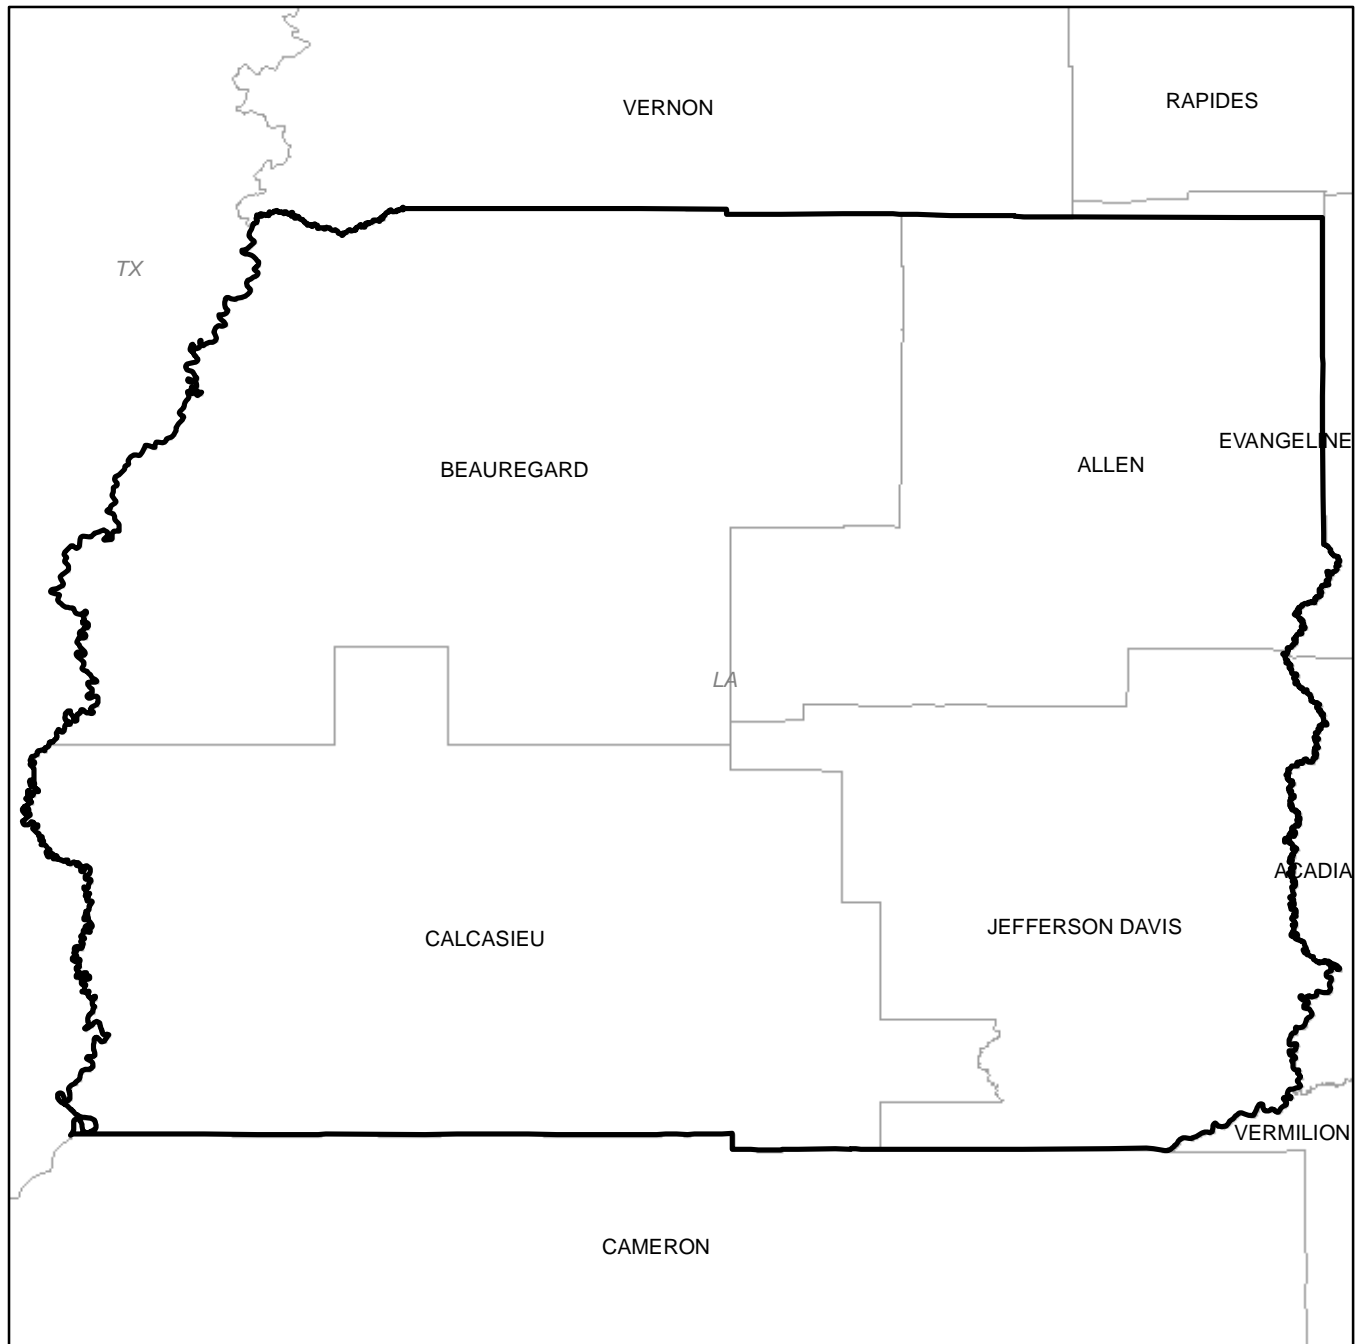 RAPIDES
VERNON
TX
EVANGELINE
ALLEN
BEAUREGARD
LA
ACADIA
JEFFERSON DAVIS
CALCASIEU
VERMILION
CAMERON